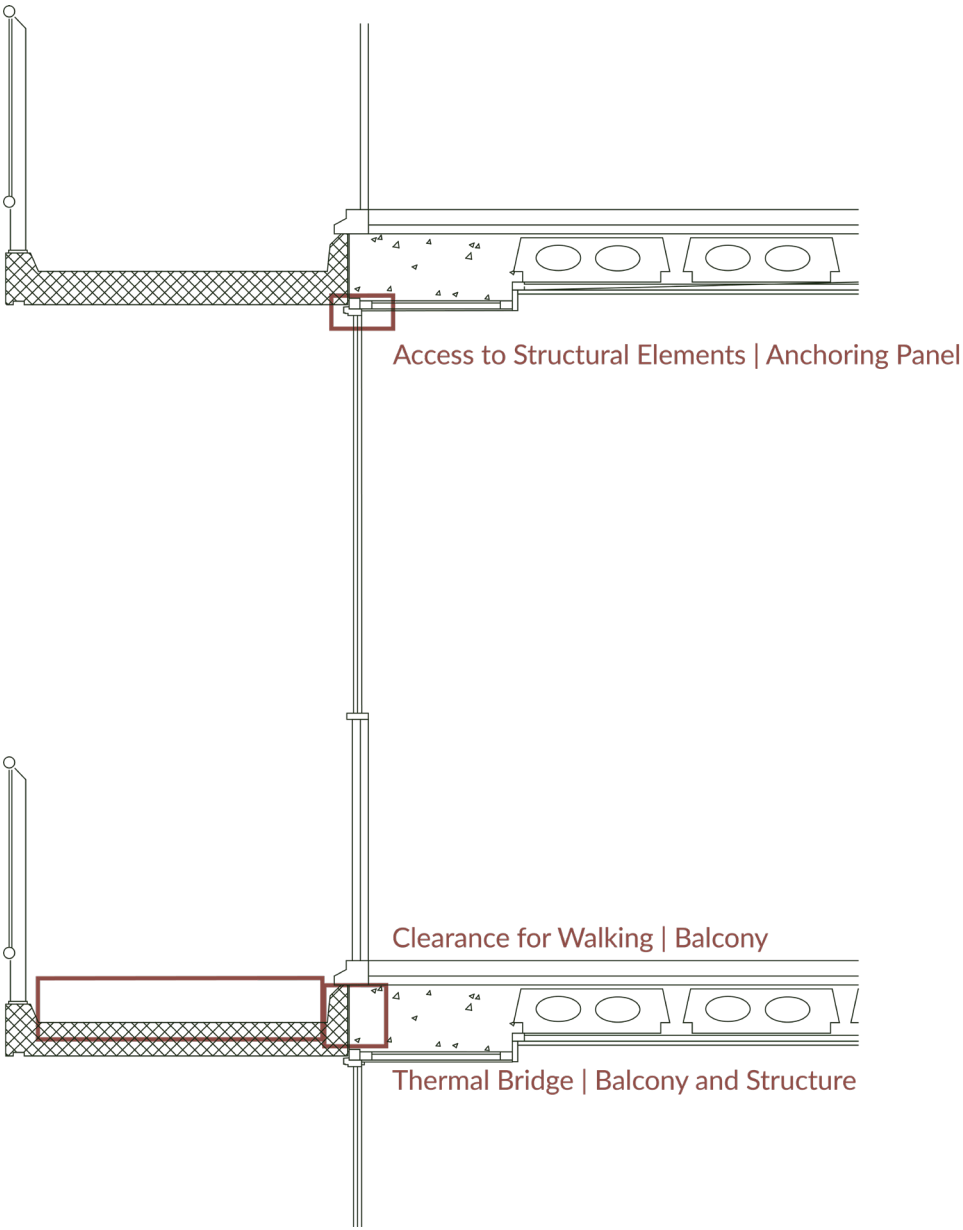 Access to Structural Elements | Anchoring Panel
Clearance for Walking | Balcony
Thermal Bridge | Balcony and Structure